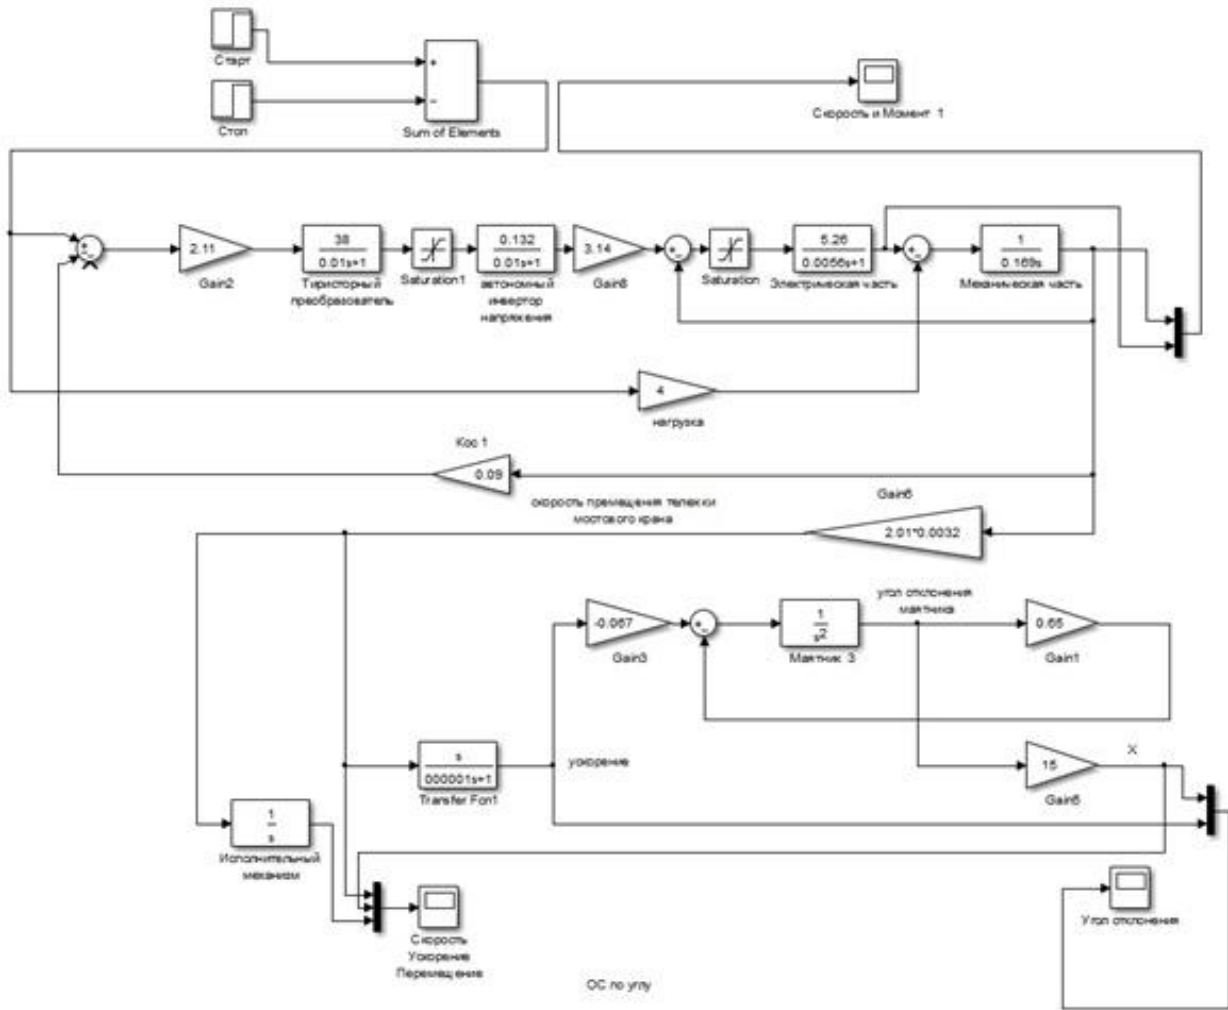 Старт
+
−
Стоп
Sum of Elements
Скорость и Момент 1
2.11
Gain2
38
0.01s+1
Тиристорный
преобразователь
Saturation1
0.132
0.01s+1
автономный
инвертор
напряжения
3.14
Gain8
Saturation
5.26
0.0056s+1
Электрическая часть
1
0.169s
Механическая часть
4
нагрузка
Кос 1
0.09
скорость премещения тележки
мостового крана
Gain6
2.01*0.0032
-0.067
Gain3
1
s2
Маятник 3
угол отклонения
маятника
0.65
Gain1
s
000001s+1
Transfer Fcn1
ускорение
15
Gain5
X
1
s
Исполнительный
механизм
Скорость
Ускорение
Перемещение
Угол отклонения
ОС по углу